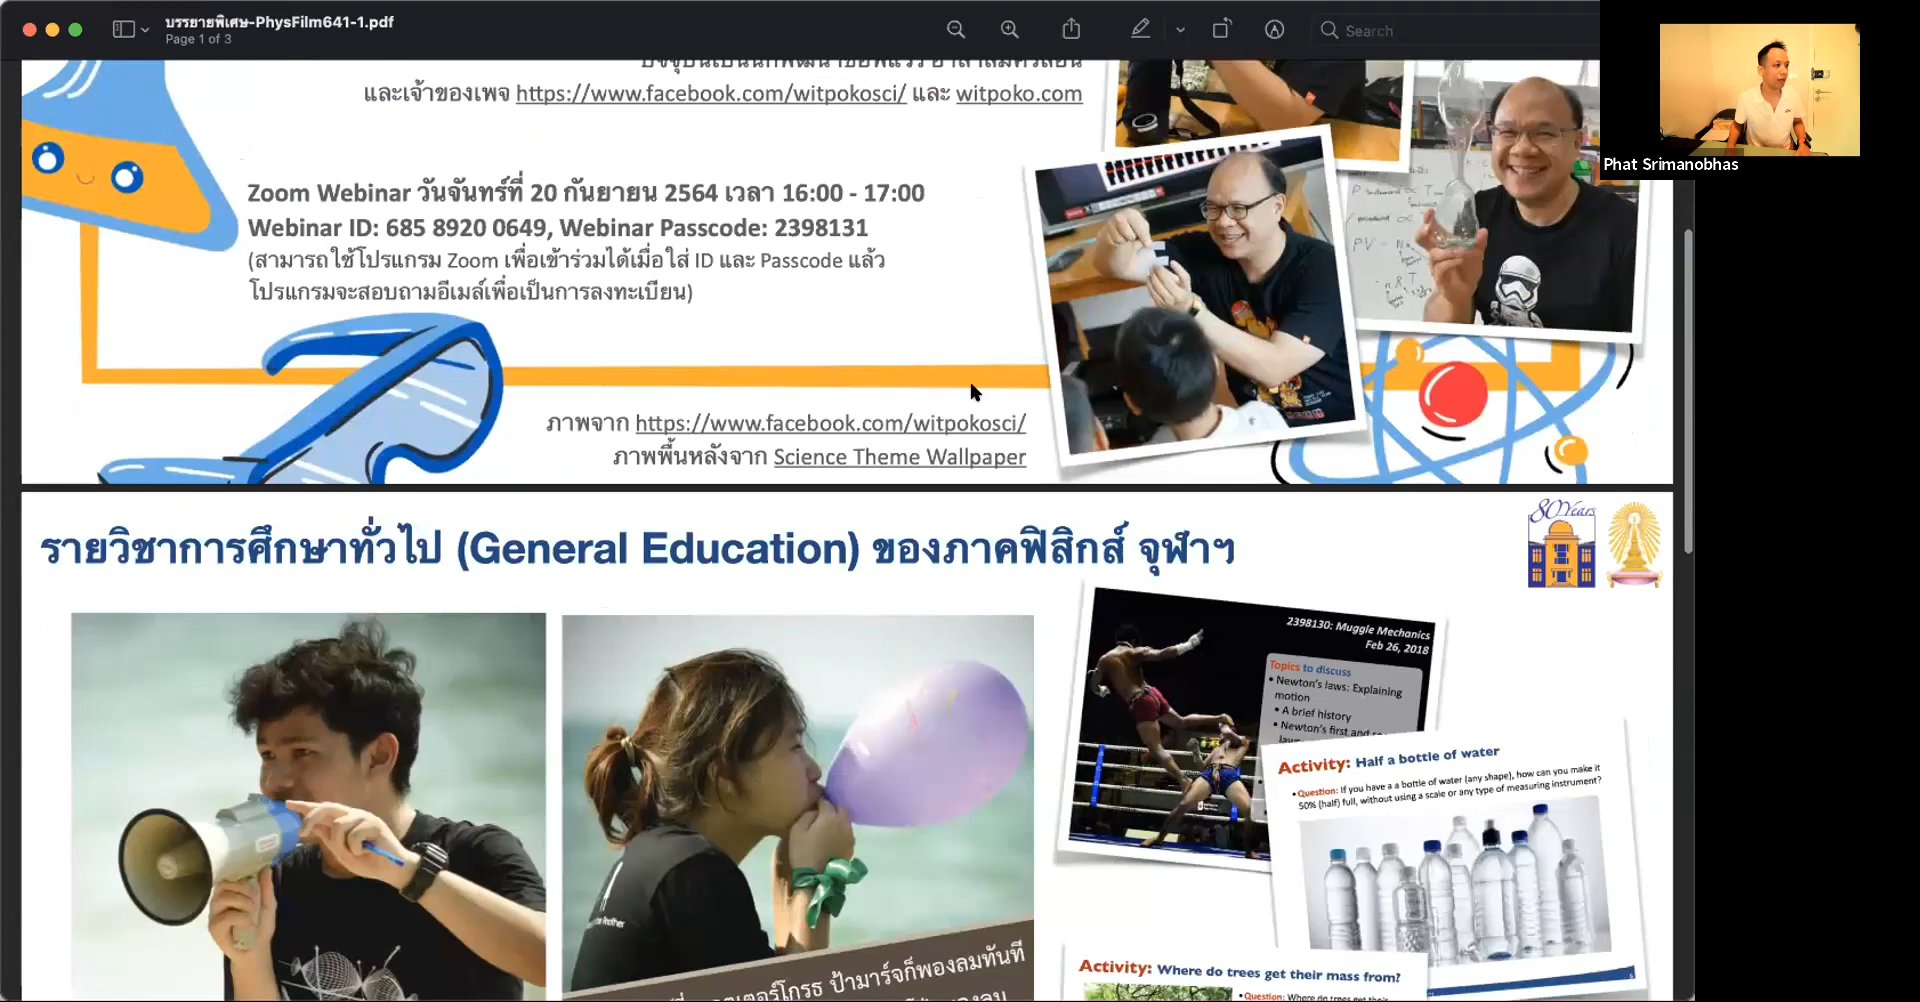 บรรยายพิเศษ-PhysFilm641-1.pdf
Page 1 of 3
Search
Phat Srimanobhas
และเจ้าของเพจ https://www.facebook.com/witpokosci/ และ witpoko.com
Zoom Webinar วันจันทร์ที่ 20 กันยายน 2564 เวลา 16:00 - 17:00
Webinar ID: 685 8920 0649, Webinar Passcode: 2398131
(สามารถใช้โปรแกรม Zoom เพื่อเข้าร่วมได้เมื่อใส่ ID และ Passcode แล้ว
โปรแกรมจะสอบถามอีเมล์เพื่อเป็นการลงทะเบียน)
ภาพจาก https://www.facebook.com/witpokosci/
ภาพพื้นหลังจาก Science Theme Wallpaper
รายวิชาการศึกษาทั่วไป (General Education) ของภาคฟิสิกส์ จุฬาฯ
80 Years
2398130: Muggle Mechanics
Feb 26, 2018
Topics to discuss
• Newton's laws: Explaining
motion
• A brief history
• Newton's first and
Activity: Half a bottle of water
• Question: If you have a a bottle of water (any shape), how can you make it
50% (half) full, without using a scale or any type of measuring instrument?
Activity: Where do trees get their mass from?
• Question: Where do trees get their
โกรธ ป้ามาร์จก็พองลมทันที